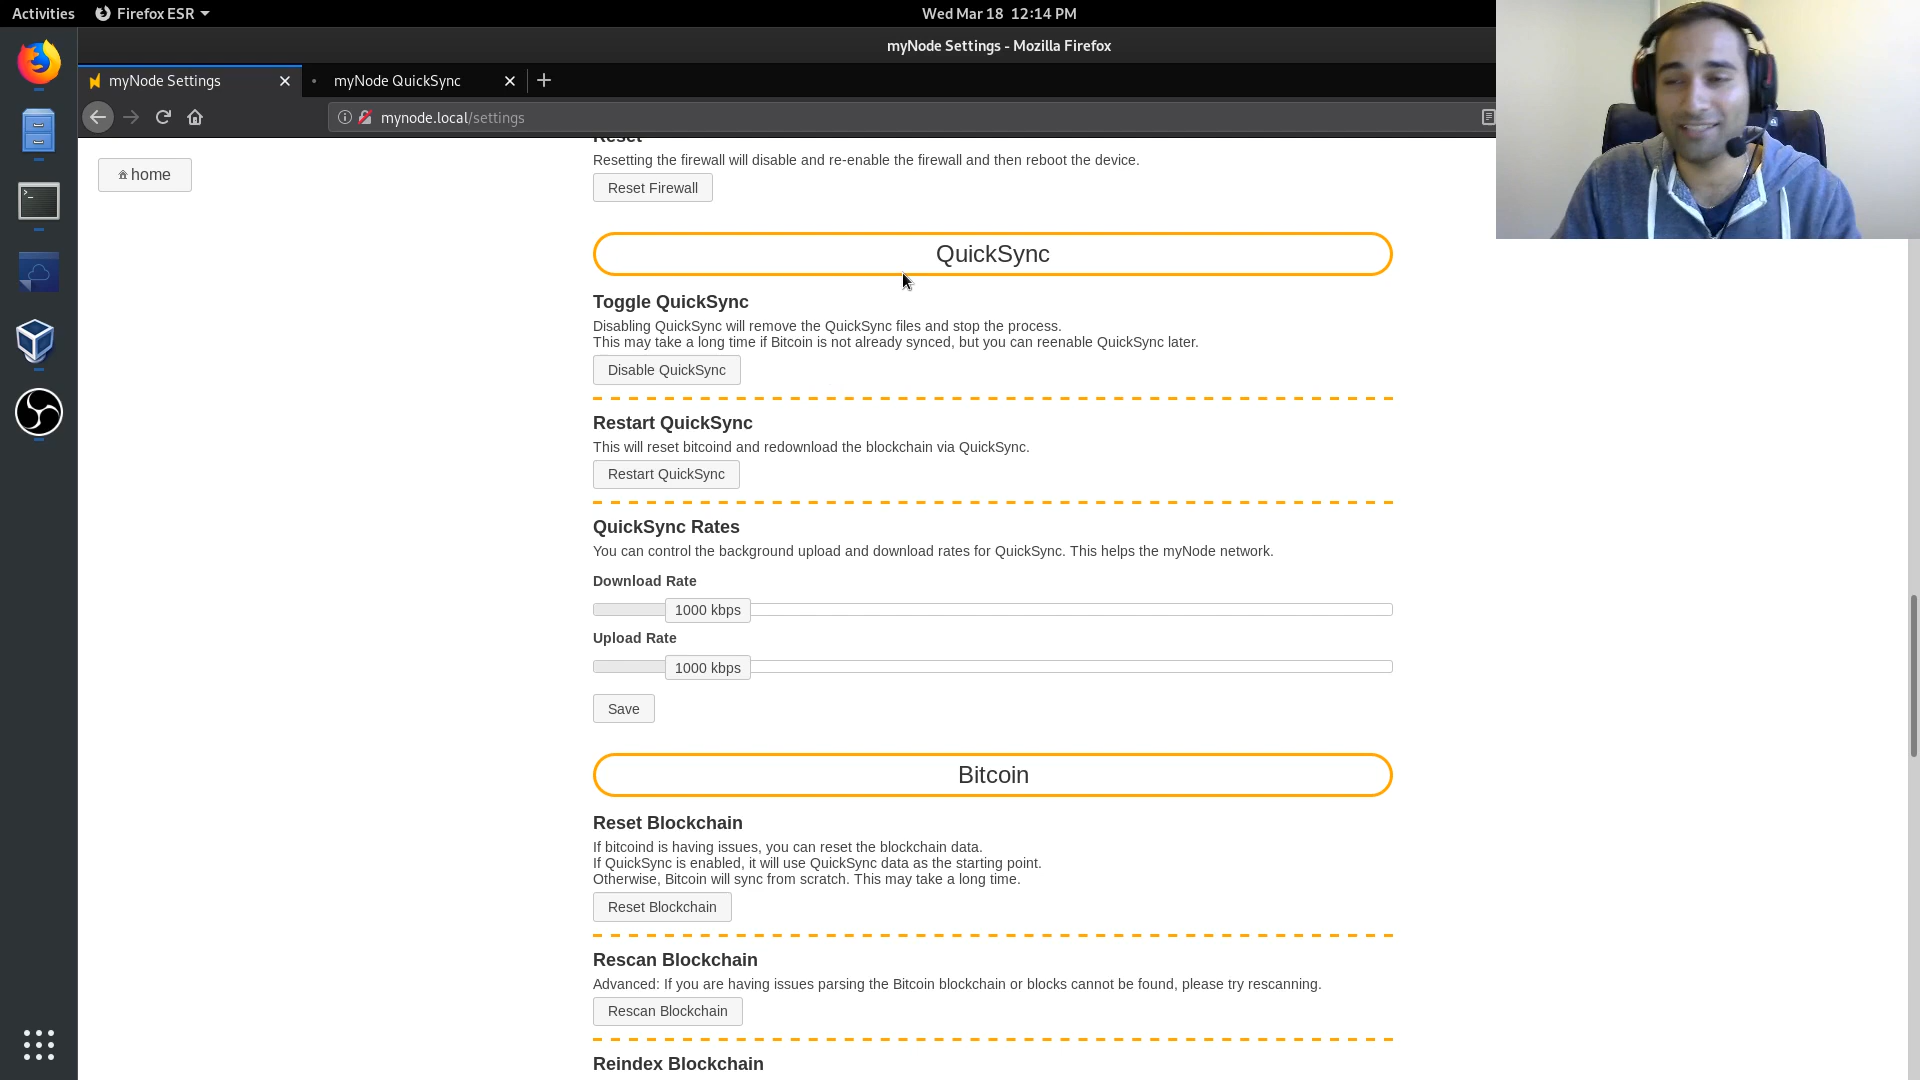 Activities
Firefox ESR
Wed Mar 18 12:14 PM
myNode Settings - Mozilla Firefox
myNode Settings
myNode QuickSync
mynode.local/settings
home
Reset
Resetting the firewall will disable and re-enable the firewall and then reboot the device.
Reset Firewall
QuickSync
Toggle QuickSync
Disabling QuickSync will remove the QuickSync files and stop the process.
This may take a long time if Bitcoin is not already synced, but you can reenable QuickSync later.
Disable QuickSync
Restart QuickSync
This will reset bitcoind and redownload the blockchain via QuickSync.
Restart QuickSync
QuickSync Rates
You can control the background upload and download rates for QuickSync. This helps the myNode network.
Download Rate
1000 kbps
Upload Rate
1000 kbps
Save
Bitcoin
Reset Blockchain
If bitcoind is having issues, you can reset the blockchain data.
If QuickSync is enabled, it will use QuickSync data as the starting point.
Otherwise, Bitcoin will sync from scratch. This may take a long time.
Reset Blockchain
Rescan Blockchain
Advanced: If you are having issues parsing the Bitcoin blockchain or blocks cannot be found, please try rescanning.
Rescan Blockchain
Reindex Blockchain